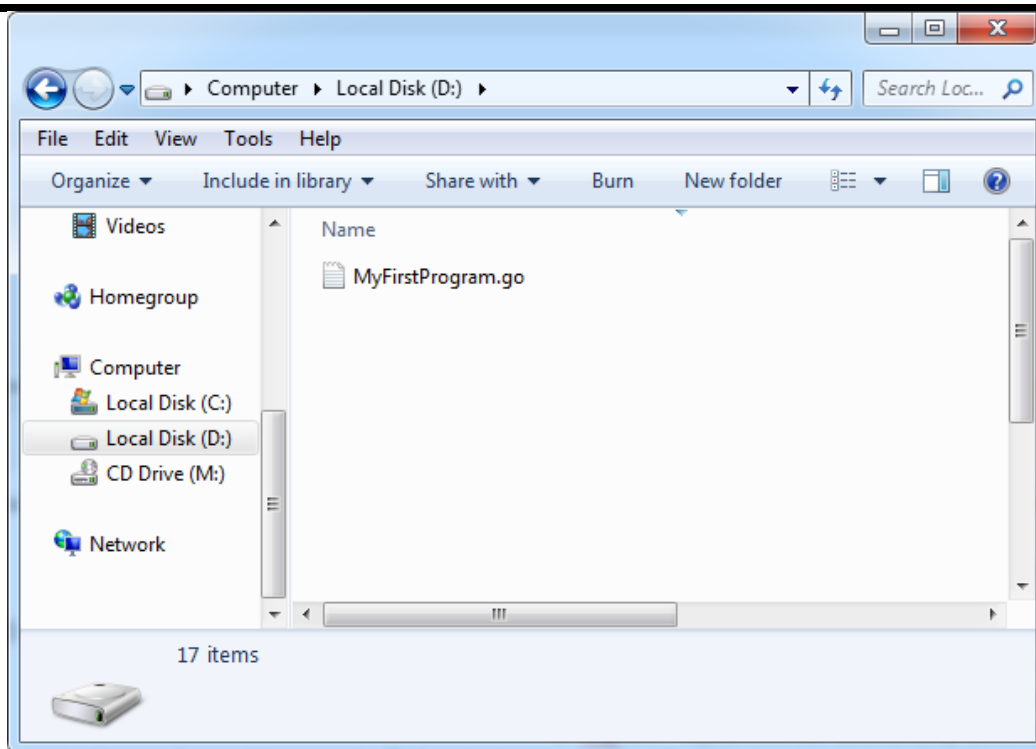 Computer Local Disk (D:) Search Loc...
File Edit View Tools Help
Organize Include in library Share with Burn New folder
Videos
Name
MyFirstProgram.go
Homegroup
Computer
Local Disk (C:)
Local Disk (D:)
CD Drive (M:)
Network
17 items